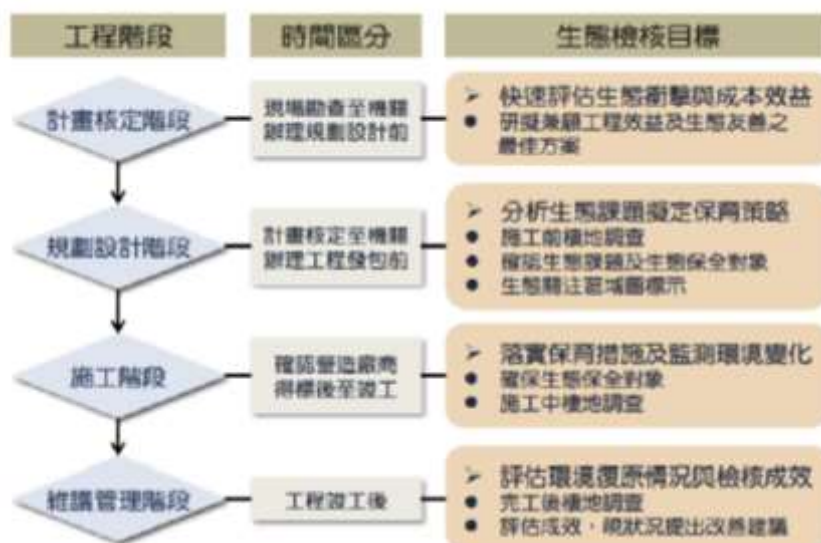 工程階段
時間區分
生態檢核目標
計畫核定階段
現場勘查至機關
辦理規劃設計前
➢ 快速評估生態衝擊與成本效益
● 研擬兼顧工程效益及生態友善之
最佳方案
規劃設計階段
計畫核定至機關
辦理工程發包前
➢ 分析生態課題擬定保育策略
● 施工前棲地調查
● 確認生態課題及生態保全對象
● 生態關注區域圖標示
施工階段
確認營造廠商
得標後至竣工
➢ 落實保育措施及監測環境變化
● 確保生態保全對象
● 施工中棲地調查
維護管理階段
工程竣工後
➢ 評估環境復原情況與檢核成效
● 完工後棲地調查
● 評估成效，視狀況提出改善建議